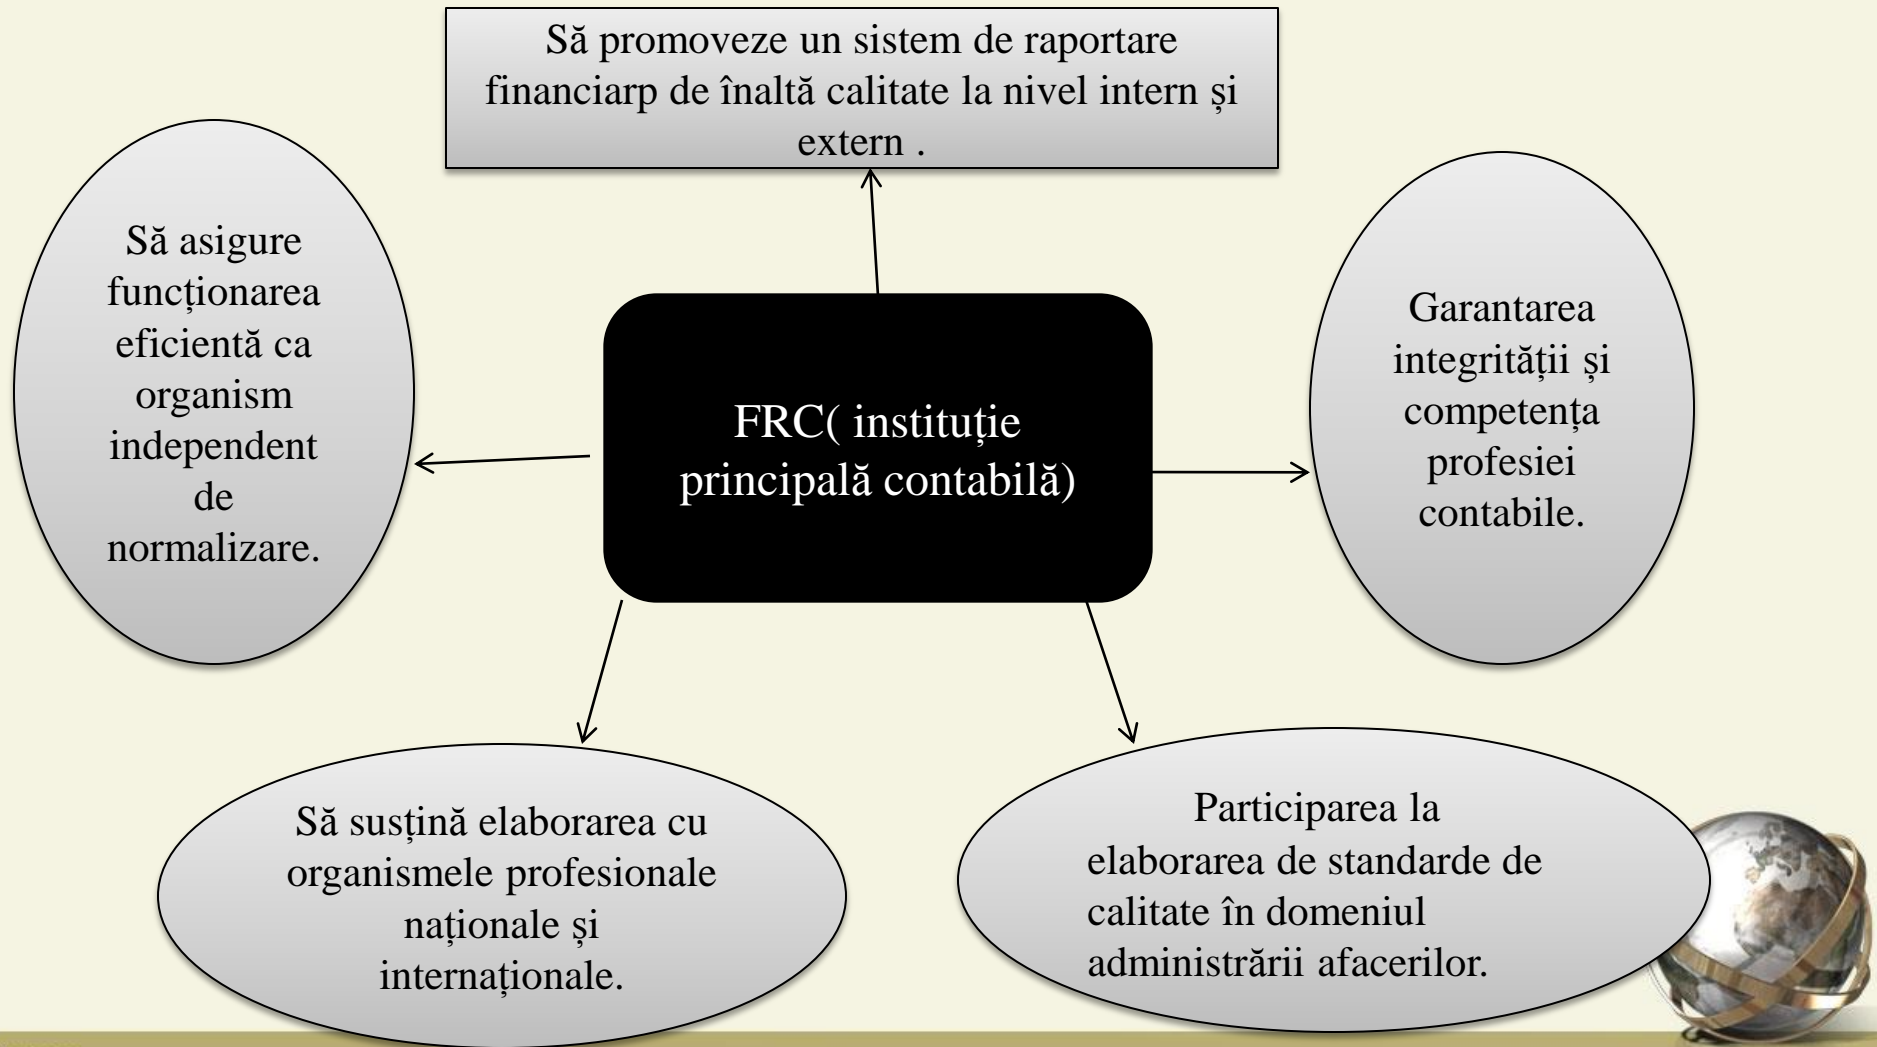 Să promoveze un sistem de raportare
financiarp de înaltă calitate la nivel intern și
extern .
Să asigure
funcționarea
eficientă ca
organism
independent
de
normalizare.
FRC( instituție
principală contabilă)
Garantarea
integrității și
competența
profesiei
contabile.
Să susțină elaborarea cu
organismele profesionale
naționale și
internaționale.
Participarea la
elaborarea de standarde de
calitate în domeniul
administrării afacerilor.